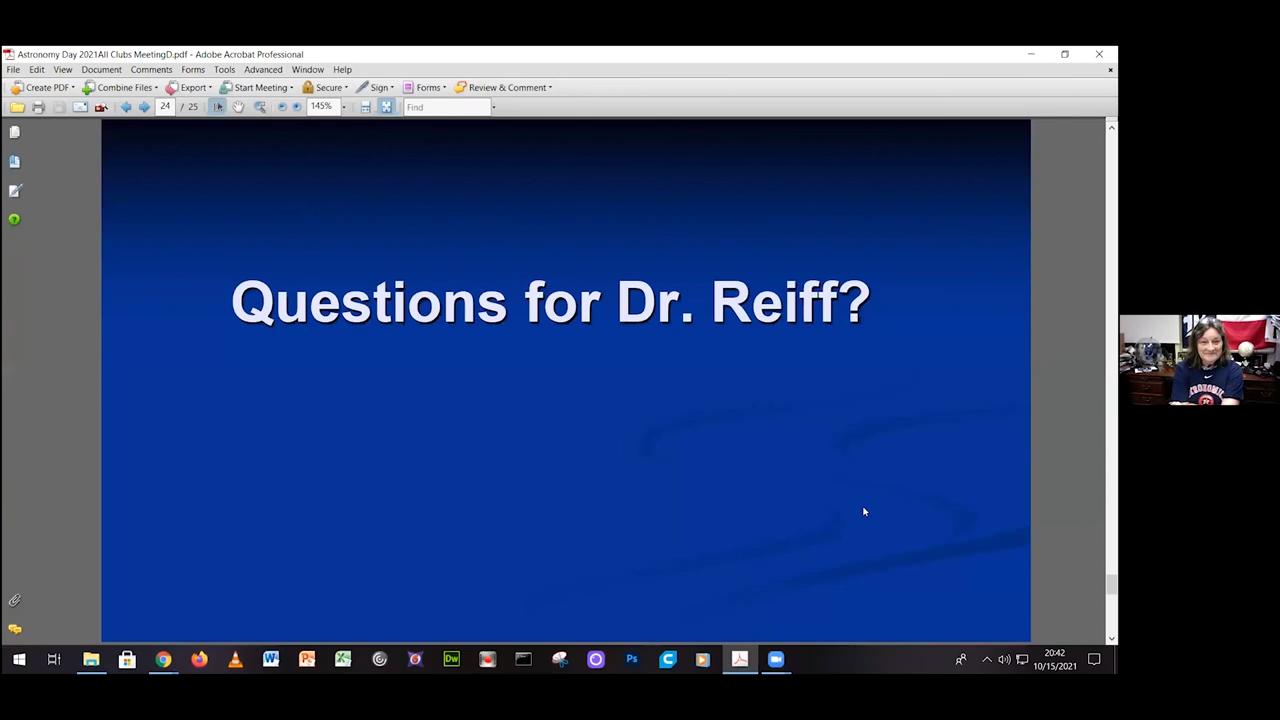 Astronomy Day 2021All Clubs MeetingD.pdf - Adobe Acrobat Professional
File Edit View Document Comments Forms Tools Advanced Window Help
Create PDF Combine Files Export Start Meeting Secure Sign Forms Review & Comment
24 / 25 145% Find
Questions for Dr. Reiff?
Dw Ps
20:42
10/15/2021